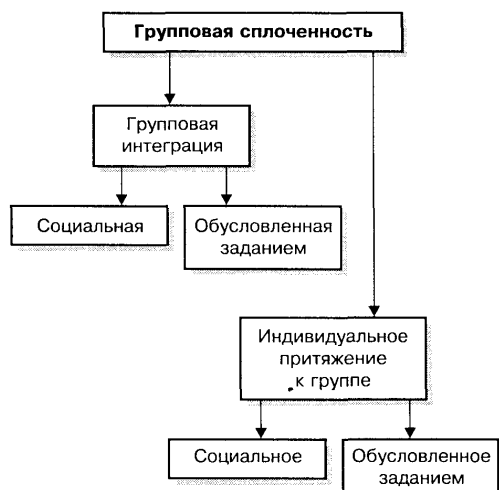 Групповая сплоченность
Групповая
интеграция
Социальная
Обусловленная
заданием
Индивидуальное
притяжение
к группе
Социальное
Обусловленное
заданием